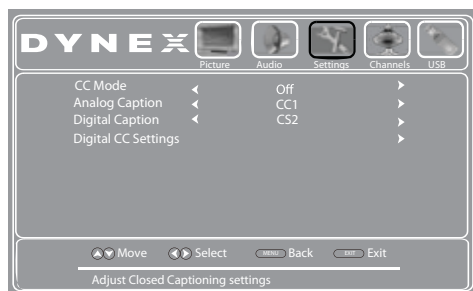 DYNEX
Picture Audio Settings Channels USB
CC Mode Off
Analog Caption CC1
Digital Caption CS2
Digital CC Settings
Move Select MENU Back EXIT Exit
Adjust Closed Captioning settings